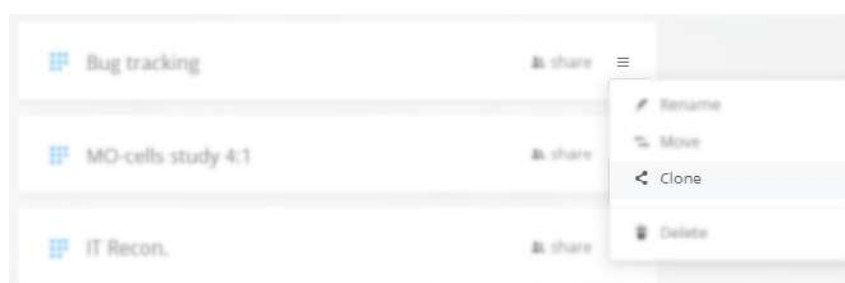 Bug tracking share
Rename
Move
MO-cells study 4:1 share
Clone
Delete
IT Recon. share